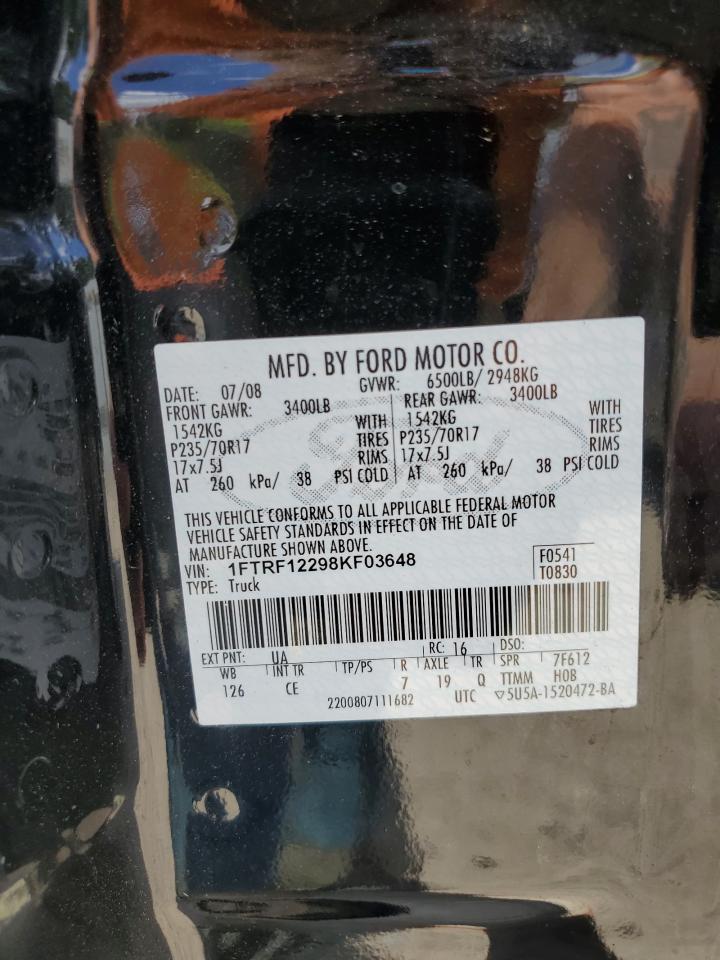 MFD. BY FORD MOTOR CO.
DATE: 07/08 GVWR: 6500LB/ 2948KG
FRONT GAWR: 3400LB REAR GAWR: 3400LB
1542KG WITH 1542KG WITH
P235/70R17 TIRES P235/70R17 TIRES
17x7.5J RIMS 17x7.5J RIMS
AT 260 kPa/ 38 PSI COLD AT 260 kPa/ 38 PSI COLD
Ford
THIS VEHICLE CONFORMS TO ALL APPLICABLE FEDERAL MOTOR
VEHICLE SAFETY STANDARDS IN EFFECT ON THE DATE OF
MANUFACTURE SHOWN ABOVE.
VIN: 1FTRF12298KF03648 F0541
TYPE: Truck T0830
EXT PNT: UA RC: 16 DSO:
WB INT TR TP/PS R AXLE TR SPR 7F612
126 CE 7 19 Q TTMM HOB
2200807111682 UTC ▽5U5A-1520472-BA